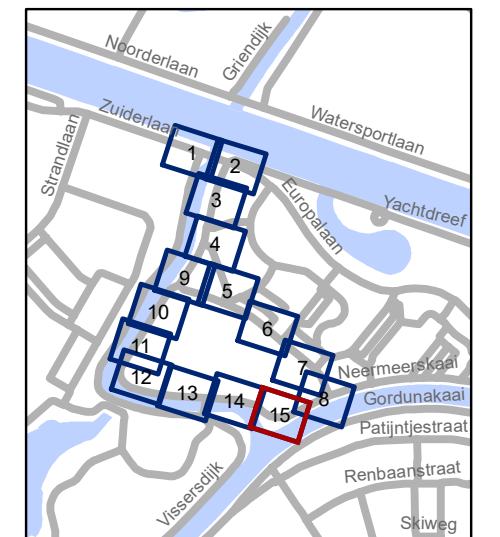 Noorderlaan
Griendijk
Zuiderlaan
Watersportlaan
Strandlaan
Europalaan
Yachtdreef
1
2
3
4
9
5
10
6
11
7
Neermeerskaai
12
13
14
8
Gordunakaai
15
Patijntjestraat
Renbaanstraat
Vissersdijk
Skiweg